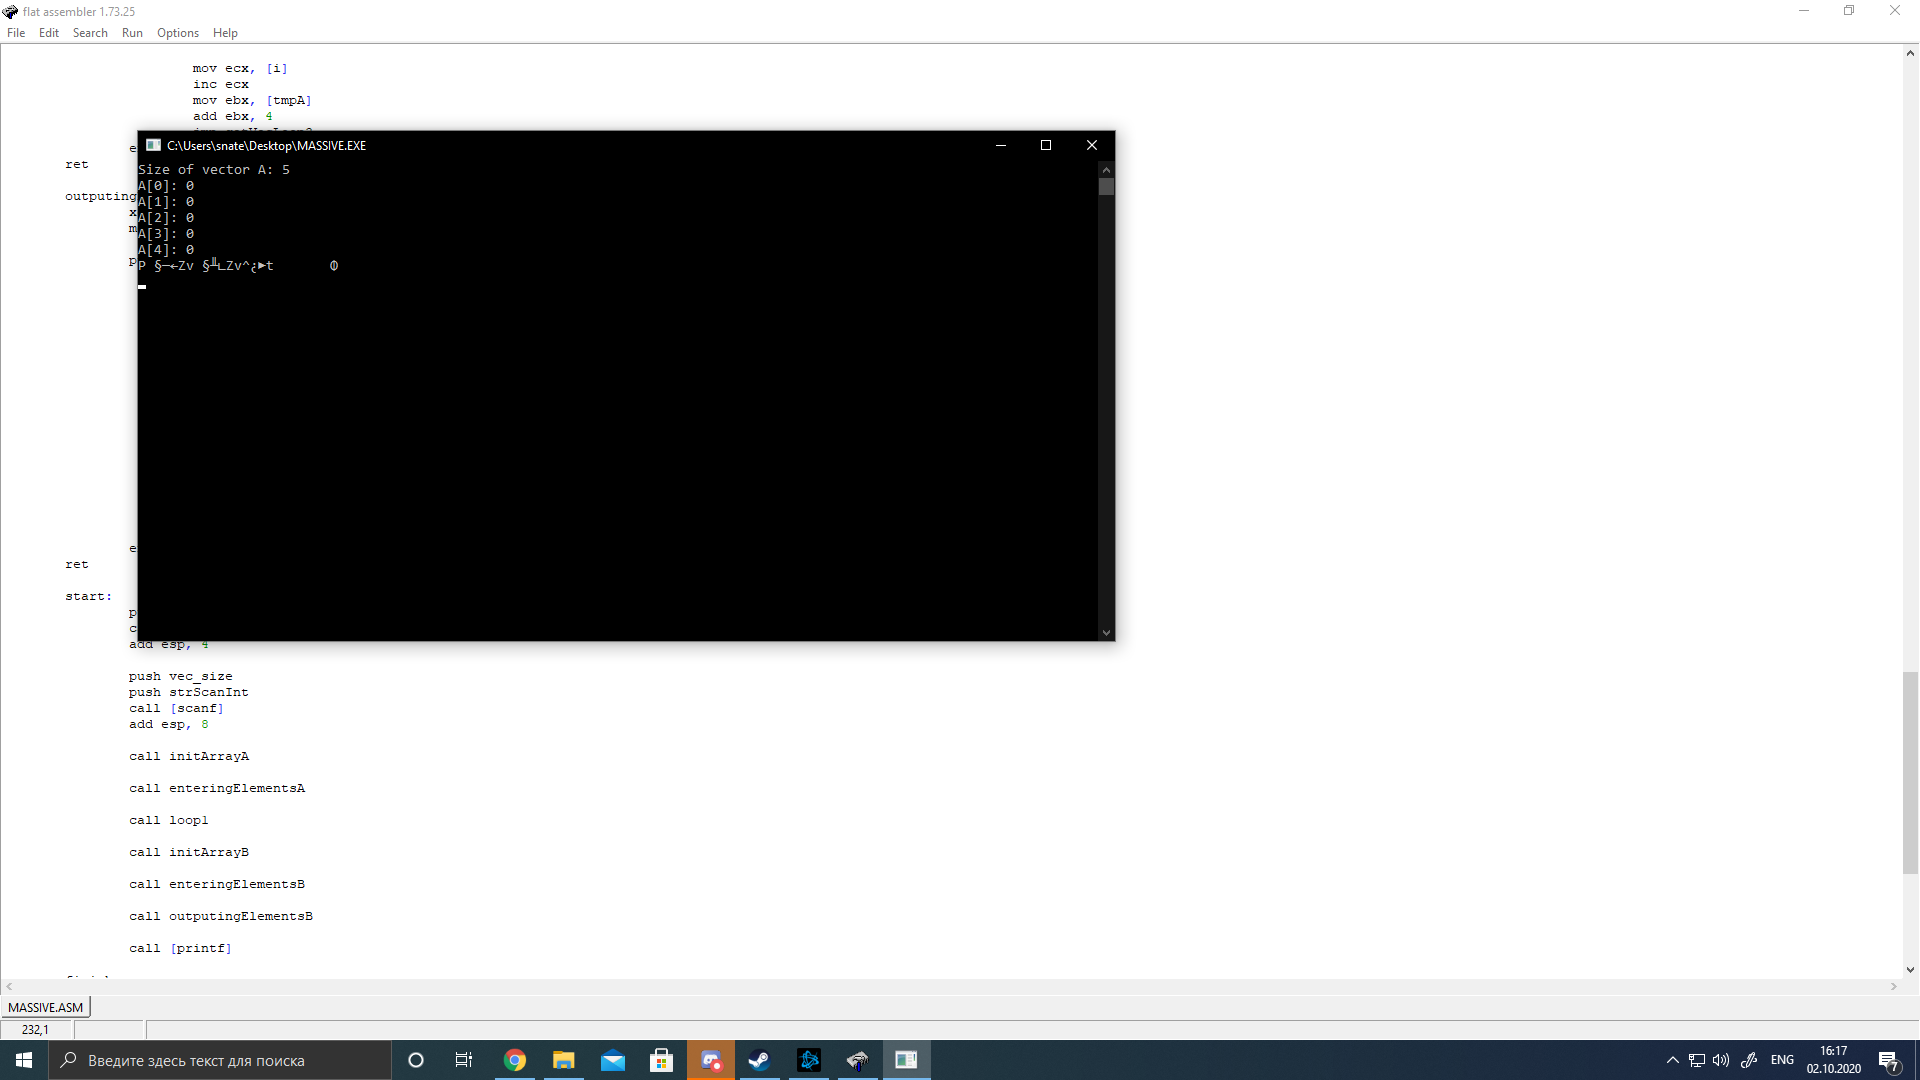 flat assembler 1.73.25
File Edit Search Run Options Help
mov ecx, [i]
inc ecx
mov ebx, [tmpA]
add ebx, 4
e
ret
outputing
x
m
p
C:\Users\snate\Desktop\MASSIVE.EXE
Size of vector A: 5
A[0]: 0
A[1]: 0
A[2]: 0
A[3]: 0
A[4]: 0
e
ret
start:
p
c
add esp, 4
push vec_size
push strScanInt
call [scanf]
add esp, 8
call initArrayA
call enteringElementsA
call loop1
call initArrayB
call enteringElementsB
call outputingElementsB
call [printf]
MASSIVE.ASM
232,1
Введите здесь текст для поиска
ENG
16:17
02.10.2020
7